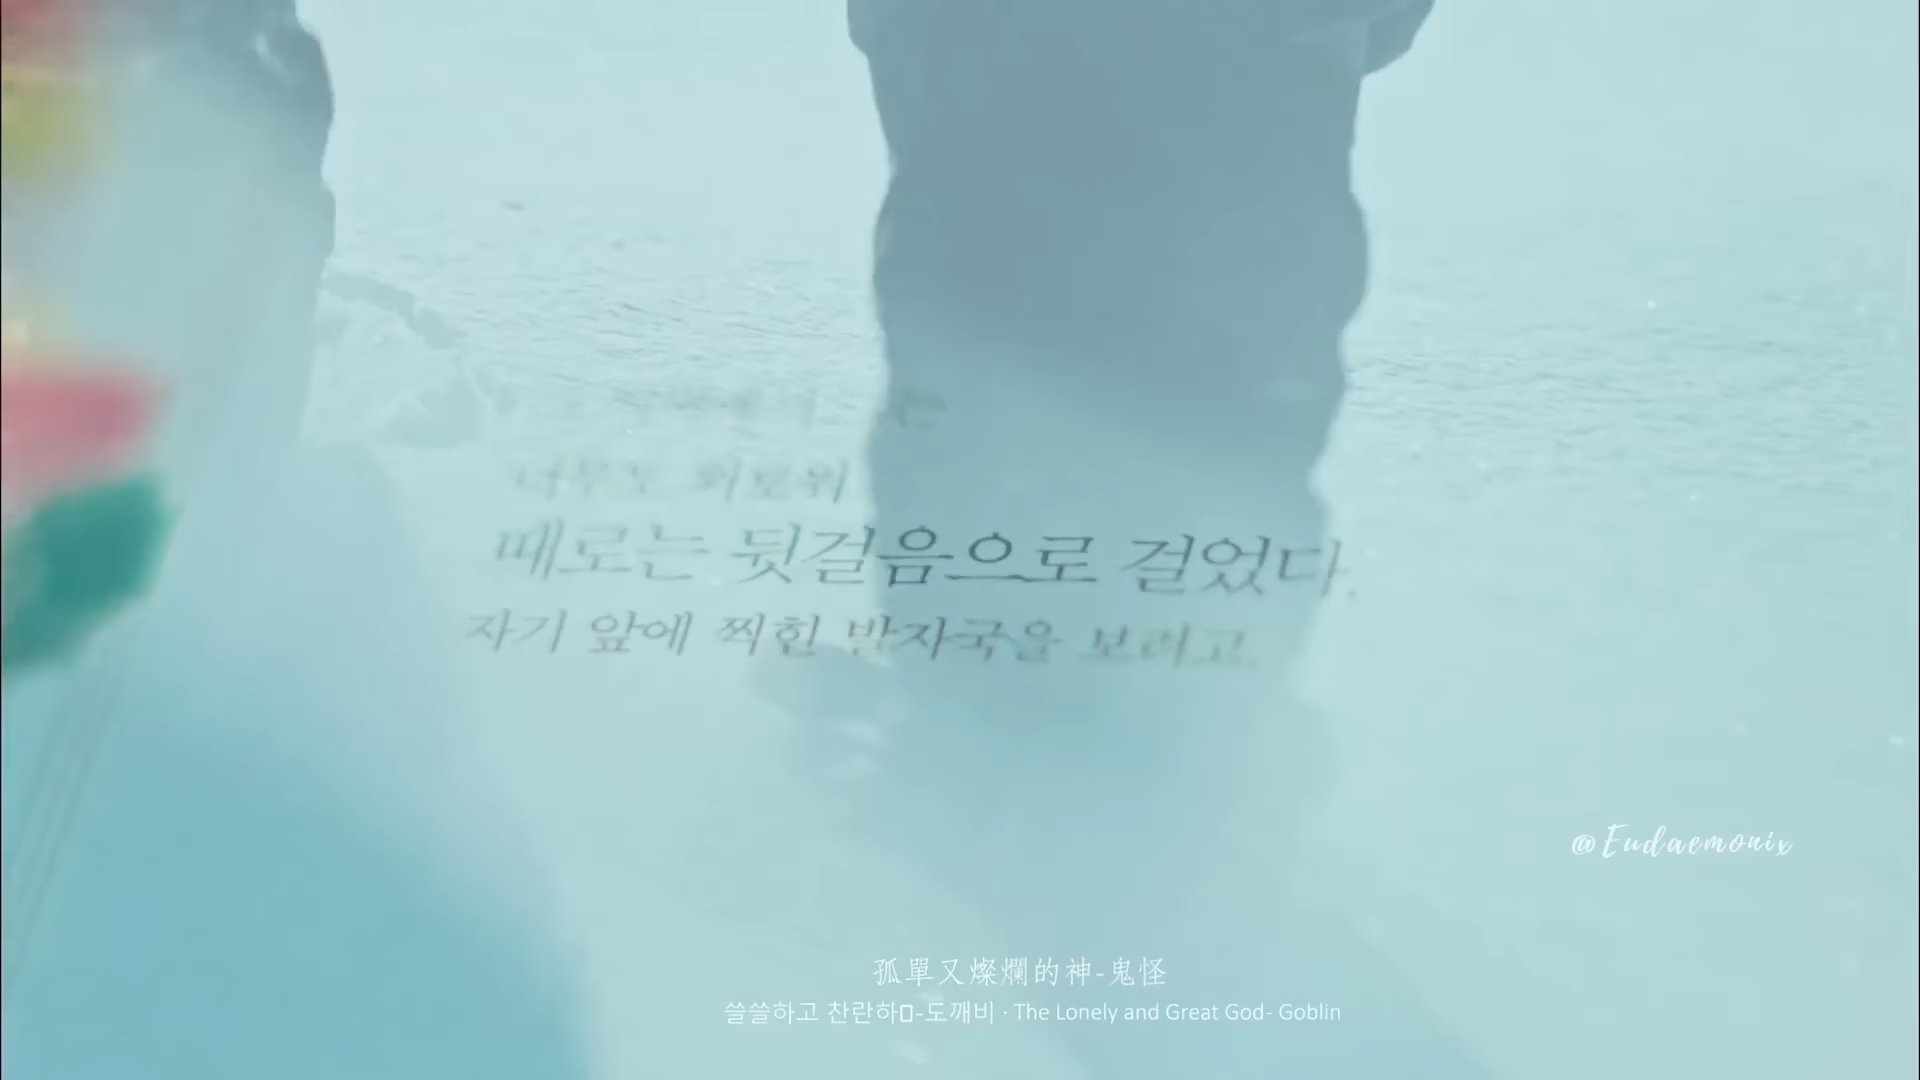 너무도 외로워
때로는 뒷걸음으로 걸었다.
자기 앞에 찍힌 발자국을 보려고.
@Eudaemonix
孤單又燦爛的神-鬼怪
쓸쓸하고 찬란하▯-도깨비 · The Lonely and Great God- Goblin